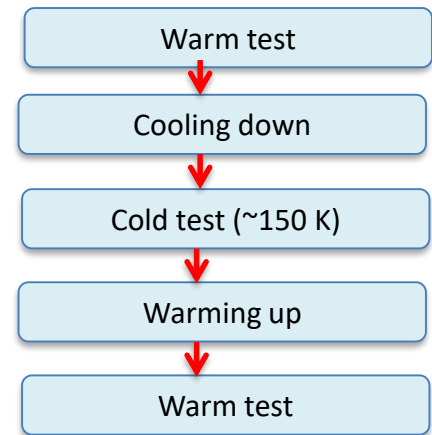 Warm test
Cooling down
Cold test (~150 K)
Warming up
Warm test